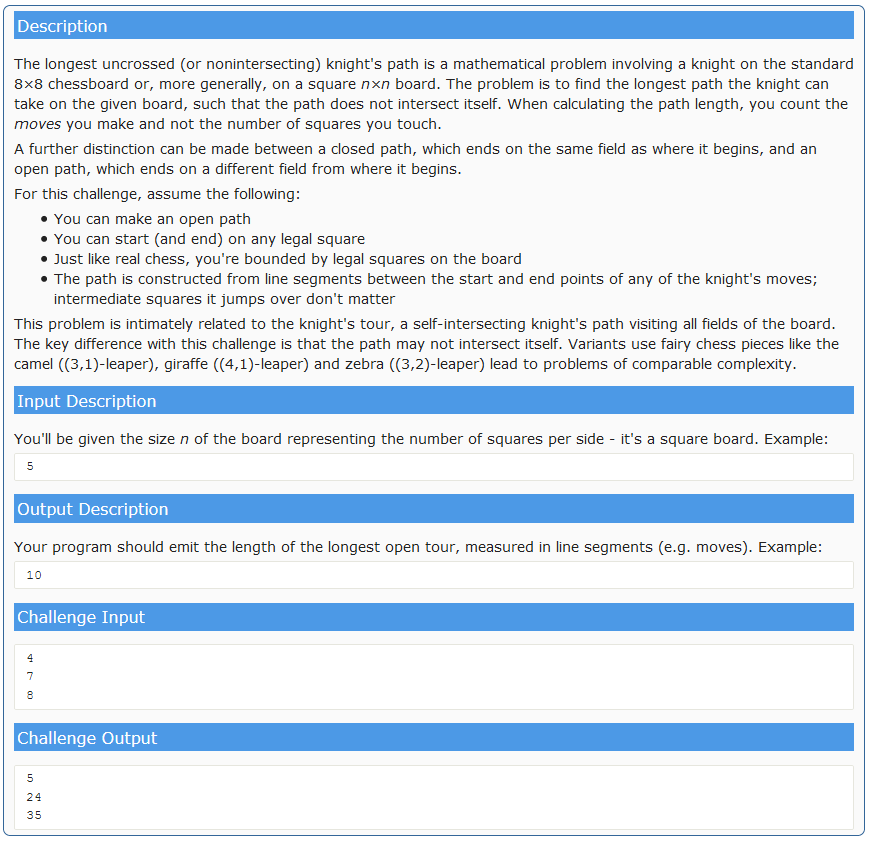 Description
The longest uncrossed (or nonintersecting) knight's path is a mathematical problem involving a knight on the standard
8×8 chessboard or, more generally, on a square n×n board. The problem is to find the longest path the knight can
take on the given board, such that the path does not intersect itself. When calculating the path length, you count the
moves you make and not the number of squares you touch.
A further distinction can be made between a closed path, which ends on the same field as where it begins, and an
open path, which ends on a different field from where it begins.
For this challenge, assume the following:
• You can make an open path
• You can start (and end) on any legal square
• Just like real chess, you're bounded by legal squares on the board
• The path is constructed from line segments between the start and end points of any of the knight's moves;
intermediate squares it jumps over don't matter
This problem is intimately related to the knight's tour, a self-intersecting knight's path visiting all fields of the board.
The key difference with this challenge is that the path may not intersect itself. Variants use fairy chess pieces like the
camel ((3,1)-leaper), giraffe ((4,1)-leaper) and zebra ((3,2)-leaper) lead to problems of comparable complexity.
Input Description
You'll be given the size n of the board representing the number of squares per side - it's a square board. Example:
5
Output Description
Your program should emit the length of the longest open tour, measured in line segments (e.g. moves). Example:
10
Challenge Input
4
7
8
Challenge Output
5
24
35